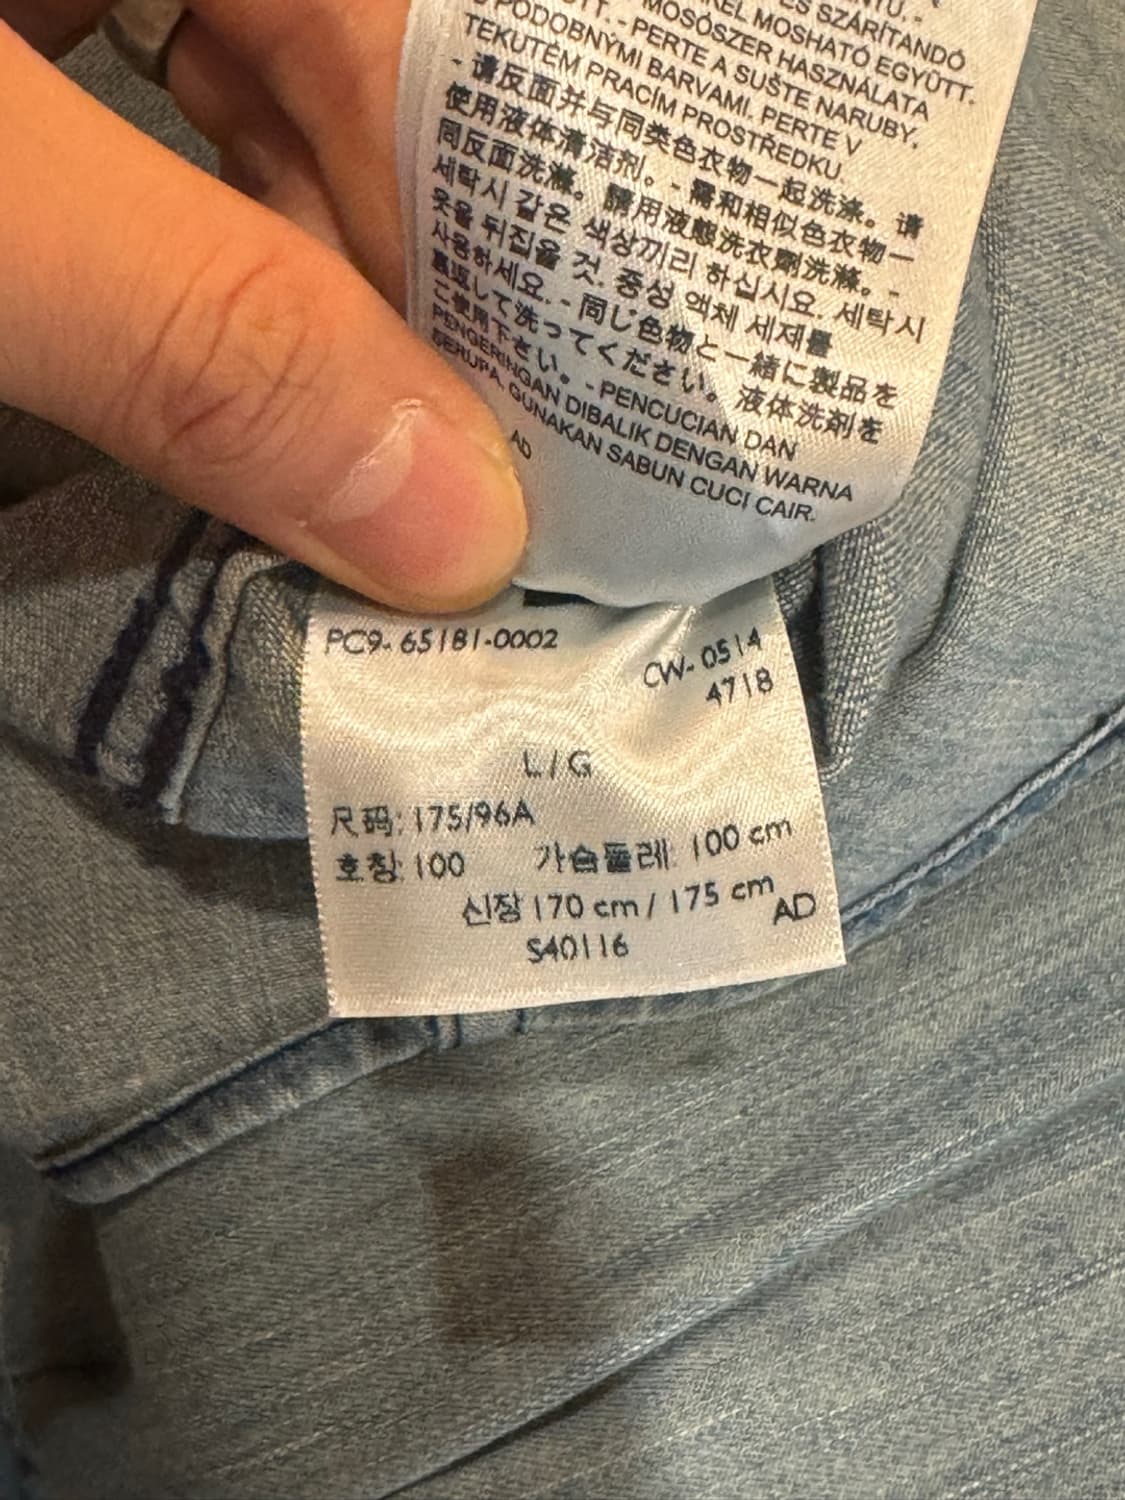 ES SZÁRÍTANDÓ
MOSHATÓ EGYÜTT.
MOSÓSZER HASZNÁLATA
- PERTE A SUŠTE NARUBY.
PODOBNÝMI BARVAMI. PERTE V
TEKUTÉM PRACÍM PROSTŘEDKU.
- 请反面并与同类色衣物一起洗涤。请
使用液体清洁剂。- 需和相似色衣物一
同反面洗滌。請用液態洗衣劑洗滌。-
세탁시 같은 색상끼리 하십시요. 세탁시
옷을 뒤집을 것. 중성 액체 세제를
사용하세요. - 同じ色物と一緒に製品を
裏返して洗ってください。液体洗剤を
ご使用下さい。- PENCUCIAN DAN
PENGERINGAN DIBALIK DENGAN WARNA
SERUPA. GUNAKAN SABUN CUCI CAIR.
AD
PC9-65181-0002
CW-0514
4718
L/G
尺码: 175/96A
호칭: 100 가슴둘레: 100 cm
신장 170 cm / 175 cm
AD
S40116